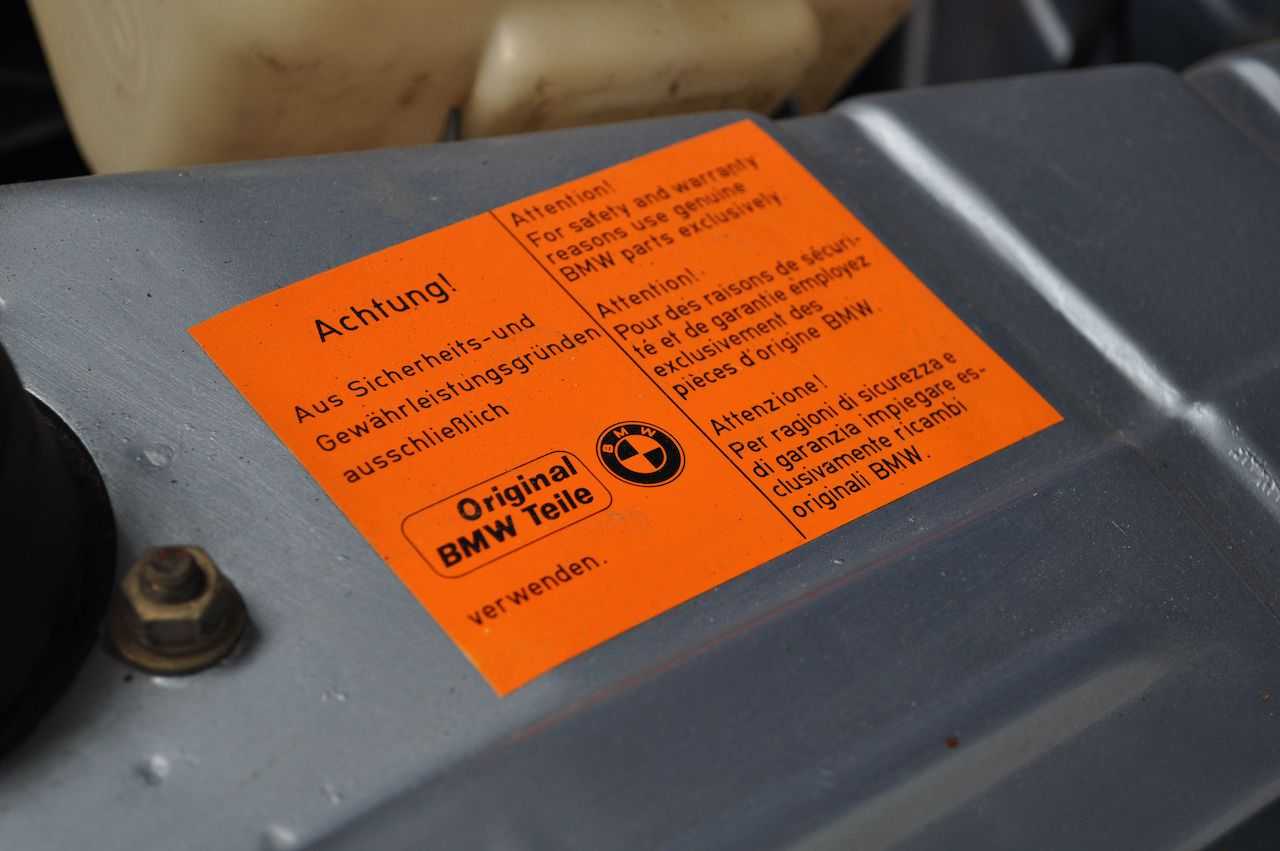 Achtung!
Aus Sicherheits-und
Gewährleistungsgründen
ausschließlich
Original
BMW Teile
BMW
verwenden.
Attention!
For safety and warranty
reasons use genuine
BMW parts exclusively.
Attention!
Pour des raisons de sécuri-
té et de garantie èmployez
exclusivement des
pièces d'origine BMW.
Attenzione!
Per ragioni di sicurezza e
di garanzia impiegare es-
clusivamente ricambi
originali BMW.